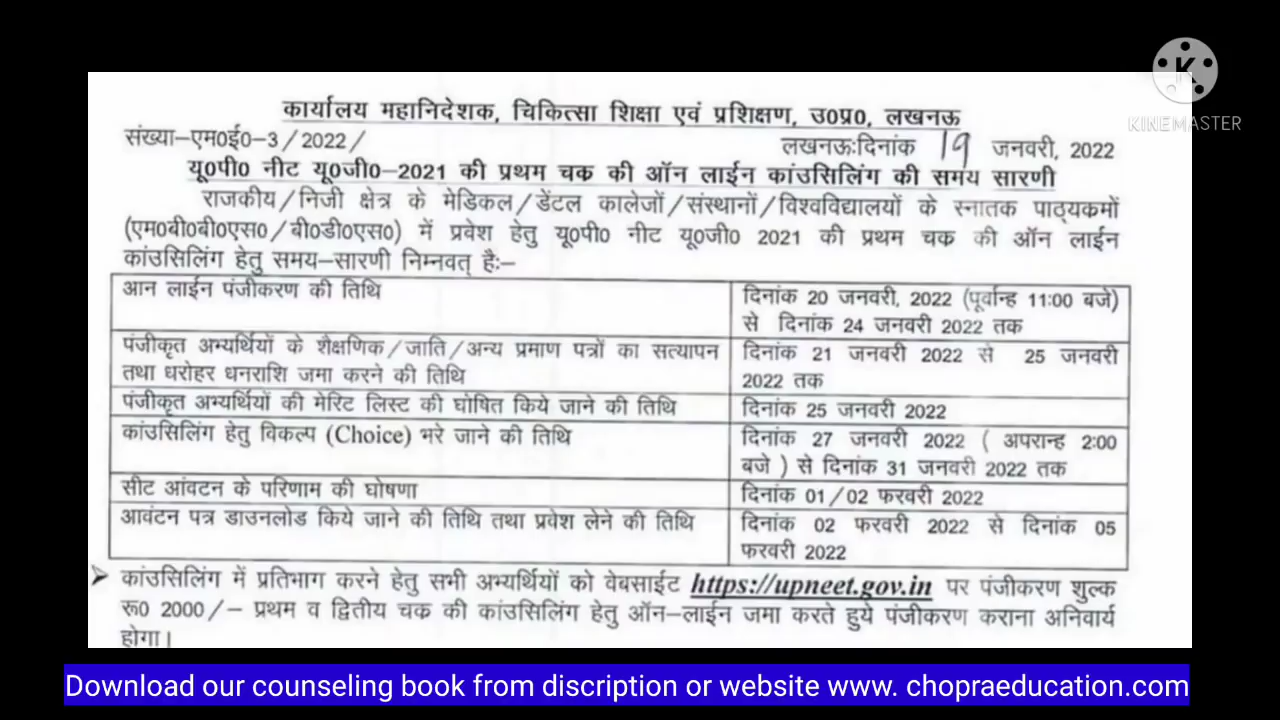 K
KINEMASTER
कार्यालय महानिदेशक, चिकित्सा शिक्षा एवं प्रशिक्षण, उ0प्र0, लखनऊ
संख्या–एम0ई0–3/2022/ लखनऊःदिनांक 19 जनवरी, 2022
यू0पी0 नीट यू0जी0–2021 की प्रथम चक्र की ऑन लाईन कांउसिलिंग की समय सारणी
राजकीय/निजी क्षेत्र के मेडिकल/डेंटल कालेजों/संस्थानों/विश्वविद्यालयों के स्नातक पाठ्यकमों
(एम0बी0बी0एस0/बी0डी0एस0) में प्रवेश हेतु यू0पी0 नीट यू0जी0 2021 की प्रथम चक्र की ऑन लाईन
कांउसिलिंग हेतु समय–सारणी निम्नवत् हैः–
आन लाईन पंजीकरण की तिथि
दिनांक 20 जनवरी, 2022 (पूर्वान्ह 11:00 बजे)
से दिनांक 24 जनवरी 2022 तक
पंजीकृत अभ्यर्थियों के शैक्षणिक/जाति/अन्य प्रमाण पत्रों का सत्यापन
तथा धरोहर धनराशि जमा करने की तिथि
दिनांक 21 जनवरी 2022 से 25 जनवरी
2022 तक
पंजीकृत अभ्यर्थियों की मेरिट लिस्ट की घोषित किये जाने की तिथि
दिनांक 25 जनवरी 2022
कांउसिलिंग हेतु विकल्प (Choice) भरे जाने की तिथि
दिनांक 27 जनवरी 2022 ( अपरान्ह 2:00
बजे ) से दिनांक 31 जनवरी 2022 तक
सीट आंवटन के परिणाम की घोषणा
दिनांक 01/02 फरवरी 2022
आवंटन पत्र डाउनलोड किये जाने की तिथि तथा प्रवेश लेने की तिथि
दिनांक 02 फरवरी 2022 से दिनांक 05
फरवरी 2022
➤ कांउसिलिंग में प्रतिभाग करने हेतु सभी अभ्यर्थियों को वेबसाईट https://upneet.gov.in पर पंजीकरण शुल्क
रू0 2000/– प्रथम व द्वितीय चक्र की कांउसिलिंग हेतु ऑन–लाईन जमा करते हुये पंजीकरण कराना अनिवार्य
होगा।
Download our counseling book from discription or website www. chopraeducation.com